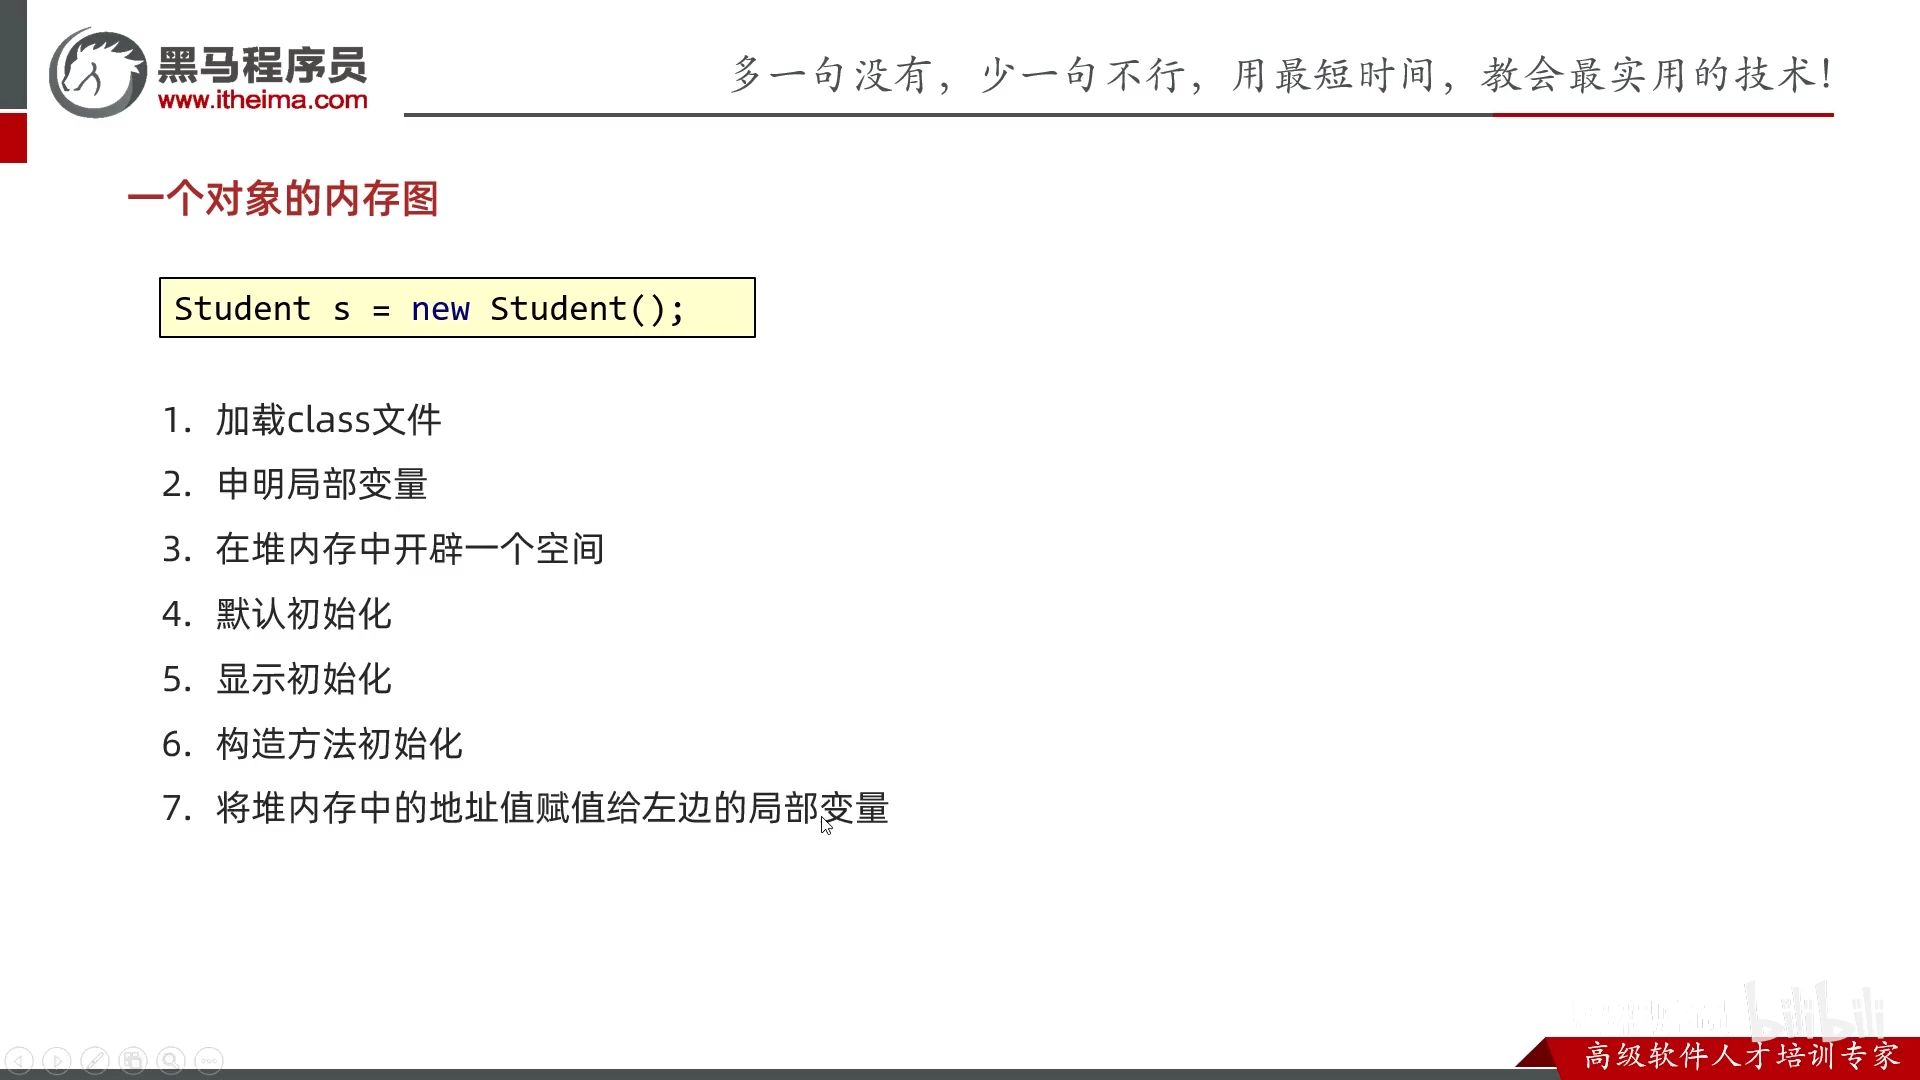 黑马程序员
www.itheima.com
多一句没有，少一句不行，用最短时间，教会最实用的技术！
一个对象的内存图
Student s = new Student();
1. 加载class文件
2. 申明局部变量
3. 在堆内存中开辟一个空间
4. 默认初始化
5. 显示初始化
6. 构造方法初始化
7. 将堆内存中的地址值赋值给左边的局部变量
bilibili
高级软件人才培训专家